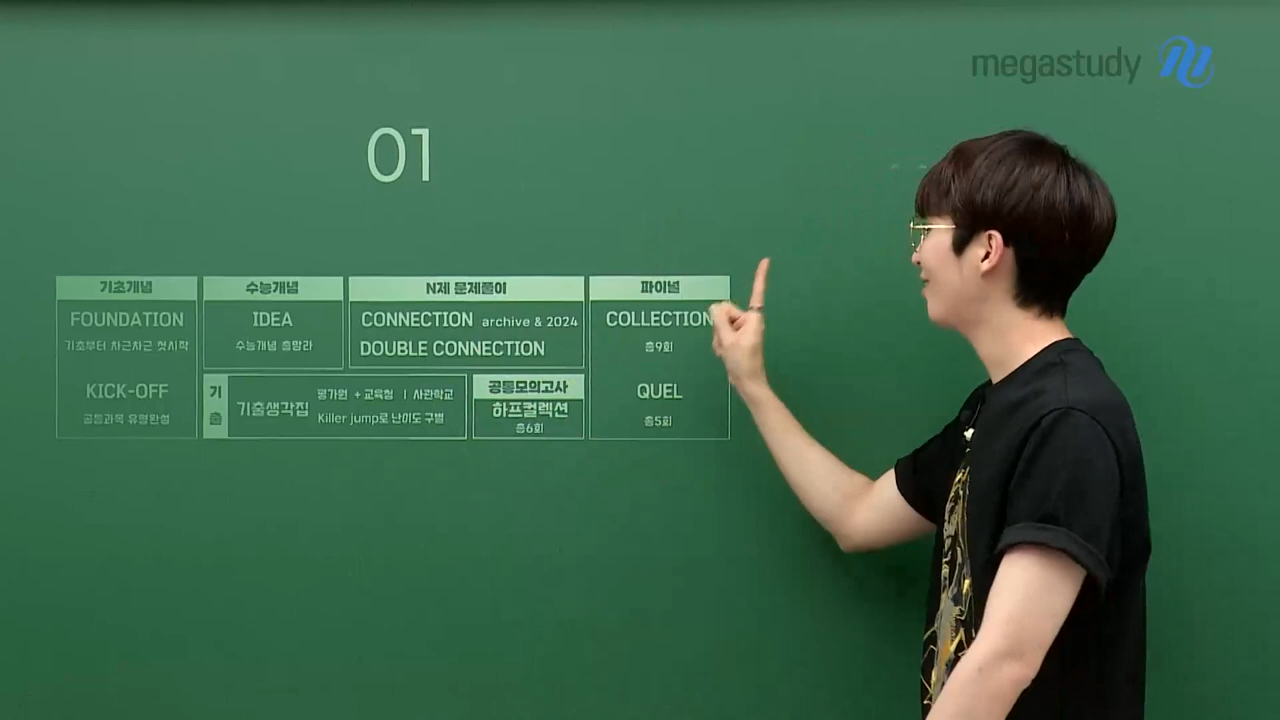 megastudy
01
기초개념
FOUNDATION
기초부터 차근차근 첫시작
KICK-OFF
공통과목 유형완성
수능개념
IDEA
수능개념 총망라
N제 문제풀이
CONNECTION archive & 2024
DOUBLE CONNECTION
파이널
COLLECTION
총9회
QUEL
총5회
기출
기출생각집
평가원 + 교육청 | 사관학교
Killer jump로 난이도 구별
공통모의고사
하프컬렉션
총6회